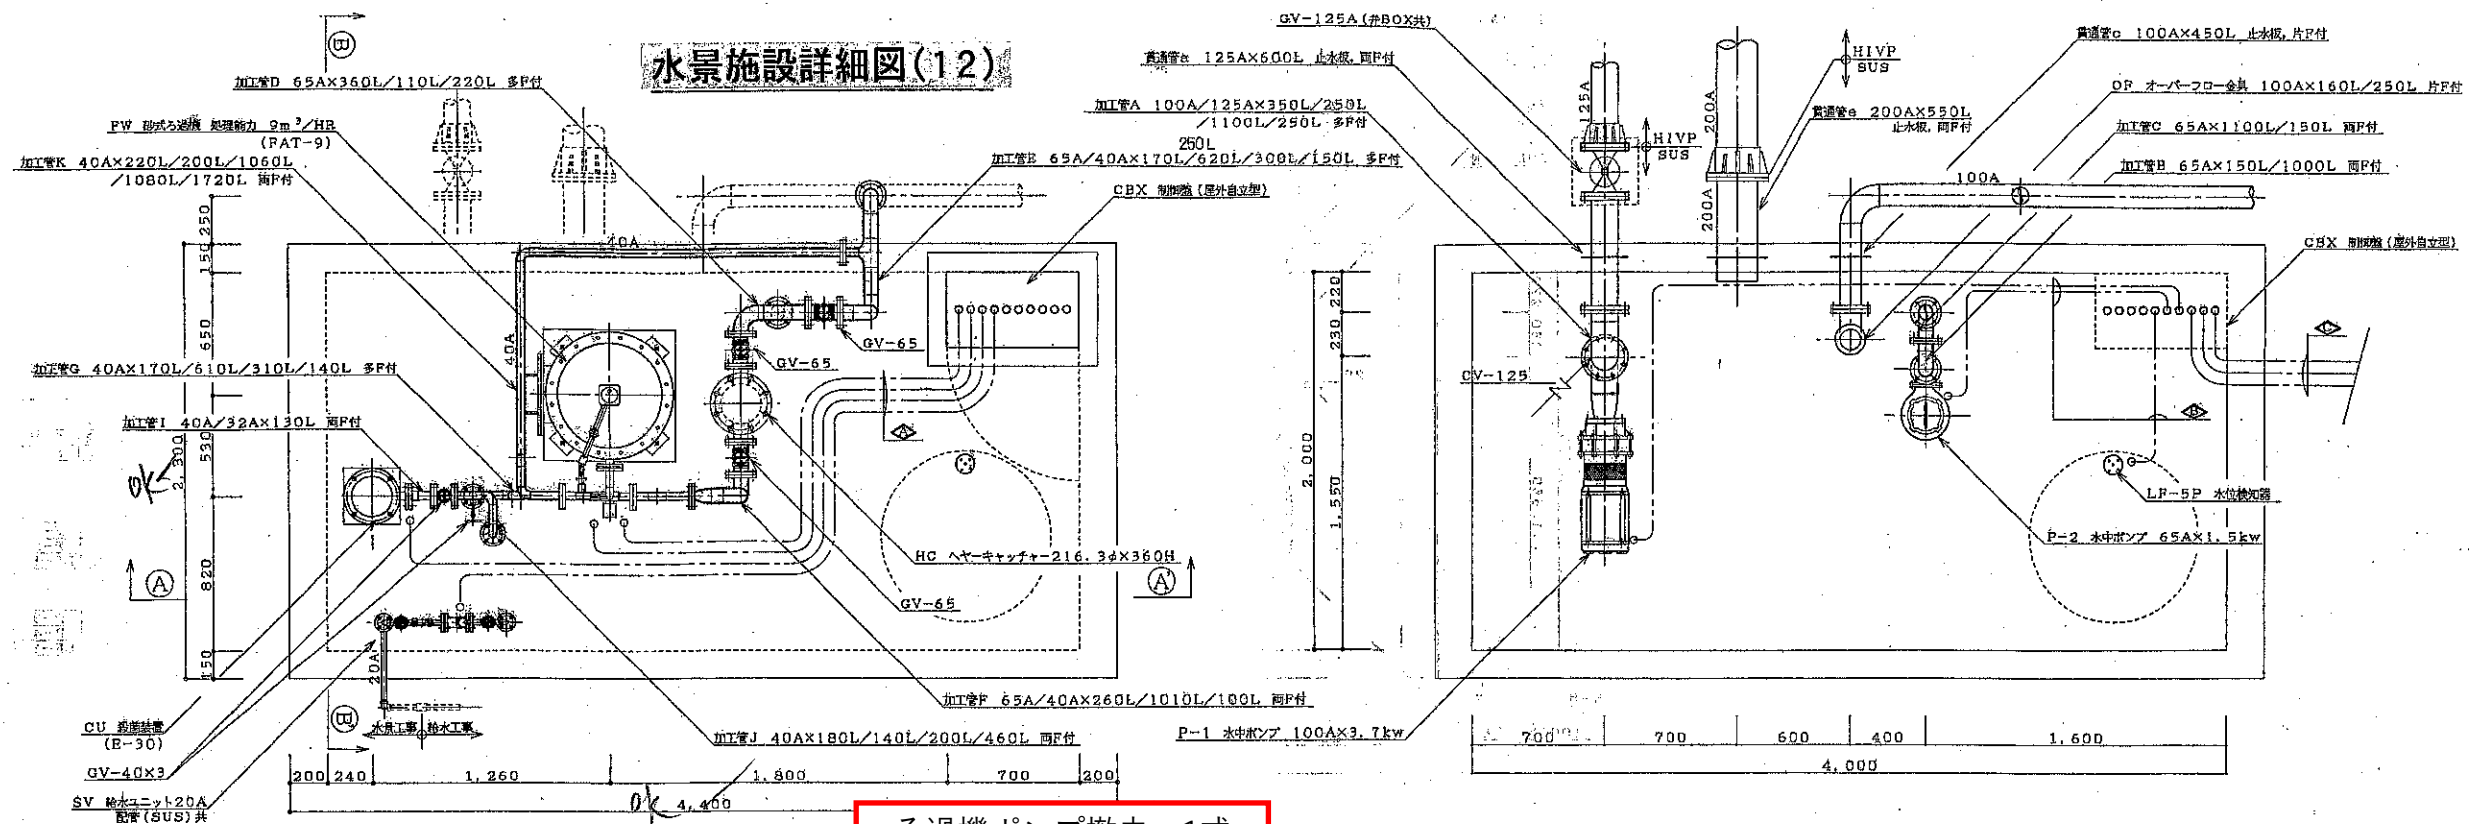 水景施設詳細図(12)
加工管D 65A×360L/110L/220L 多F付
FW 砂式ろ過機 処理能力 9m³/HR
(FAT-9)
加工管K 40A×220L/200L/1060L
/1080L/1720L 両F付
加工管G 40A×170L/610L/310L/140L 多F付
加工管I 40A/32A×130L 両F付
250L
加工管E 65A/40A×170L/620L/300L/150L 多F付
CBX 制御盤(屋外自立型)
GV-65
GV-65
HC ヘヤーキャッチャー216.3φ×360H
GV-65
加工管F 65A/40A×260L/1010L/100L 両F付
加工管J 40A×180L/140L/200L/460L 両F付
CU 殺菌装置
(E-30)
GV-40×3
SV 給水ユニット20A
配管(SUS)共
水景工事 給水工事
40A
40A
20A
A
A'
B
B'
A
250
150
650
530
820
150
2,300
OK
200 240 1,260 1,800 700 200
4,400
OK
GV-125A(弁BOX共)
貫通管a 125A×600L 止水板,両F付
加工管A 100A/125A×350L/250L
/1100L/250L 多F付
125A
HIVP
SUS
200A
200A
HIVP
SUS
貫通管e 200A×550L
止水板,両F付
貫通管c 100A×450L 止水板,片F付
OF オーバーフロー金具 100A×160L/250L 片F付
加工管C 65A×1100L/150L 両F付
加工管B 65A×150L/1000L 両F付
100A
CBX 制御盤(屋外自立型)
CV-125
C
B
LF-5P 水位検知器
P-2 水中ポンプ 65A×1.5kw
P-1 水中ポンプ 100A×3.7kw
220
230
1,550
2,000
700 700 600 400 1,600
4,000